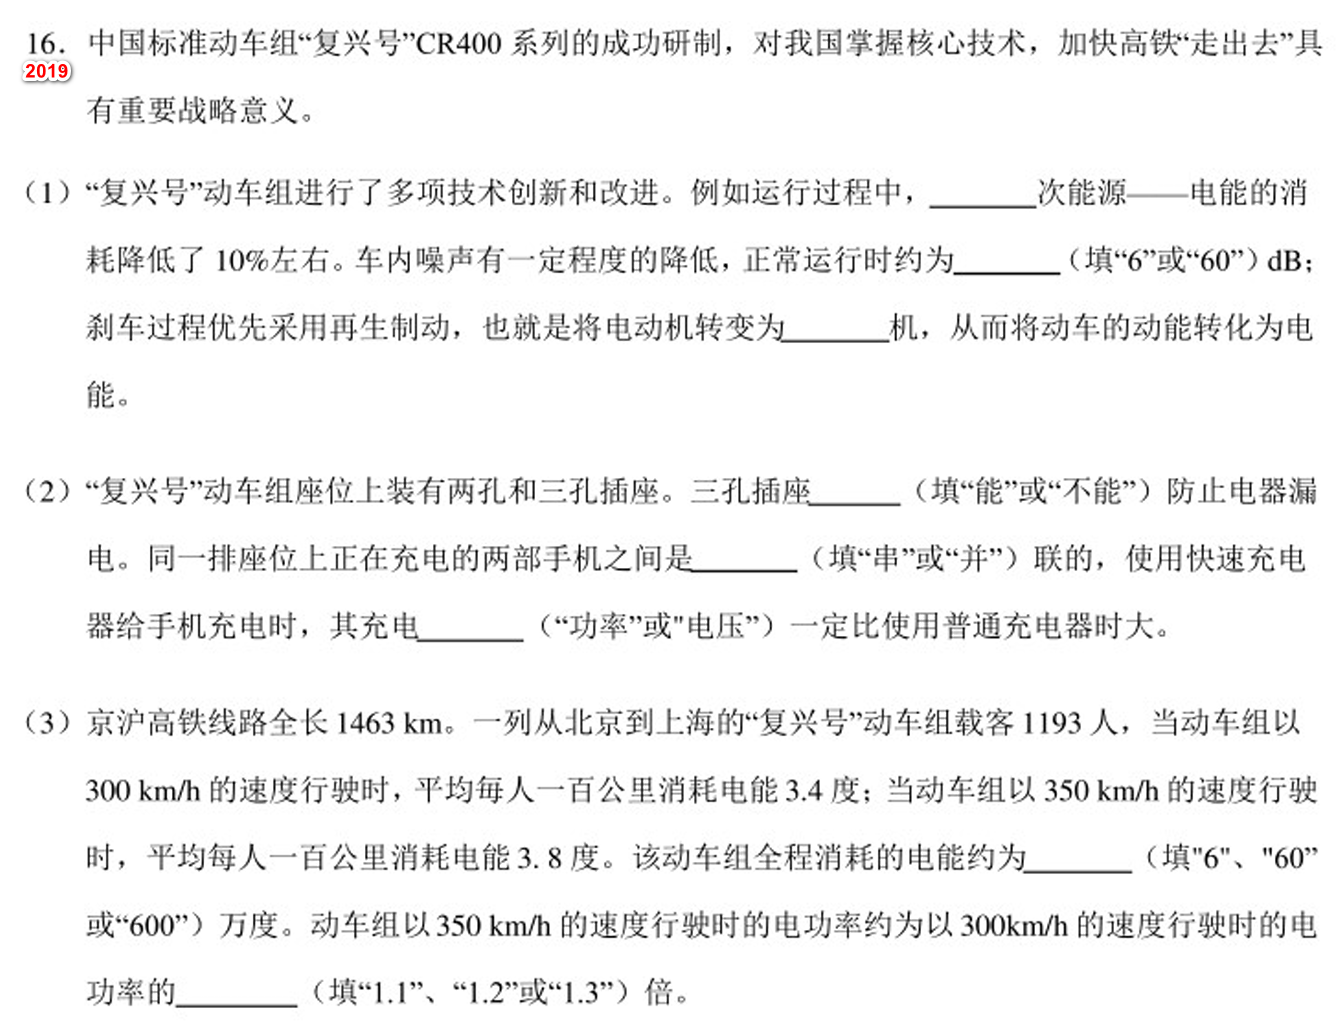 16．中国标准动车组“复兴号”CR400 系列的成功研制，对我国掌握核心技术，加快高铁“走出去”具
2019
有重要战略意义。
（1）“复兴号”动车组进行了多项技术创新和改进。例如运行过程中，_______次能源——电能的消
耗降低了 10%左右。车内噪声有一定程度的降低，正常运行时约为_______（填“6”或“60”）dB；
刹车过程优先采用再生制动，也就是将电动机转变为_______机，从而将动车的动能转化为电
能。
（2）“复兴号”动车组座位上装有两孔和三孔插座。三孔插座______（填“能”或“不能”）防止电器漏
电。同一排座位上正在充电的两部手机之间是_______（填“串”或“并”）联的，使用快速充电
器给手机充电时，其充电_______（“功率”或"电压”）一定比使用普通充电器时大。
（3）京沪高铁线路全长 1463 km。一列从北京到上海的“复兴号”动车组载客 1193 人，当动车组以
300 km/h 的速度行驶时，平均每人一百公里消耗电能 3.4 度；当动车组以 350 km/h 的速度行驶
时，平均每人一百公里消耗电能 3. 8 度。该动车组全程消耗的电能约为_______（填"6"、"60”
或“600”）万度。动车组以 350 km/h 的速度行驶时的电功率约为以 300km/h 的速度行驶时的电
功率的________（填“1.1”、“1.2”或“1.3”）倍。